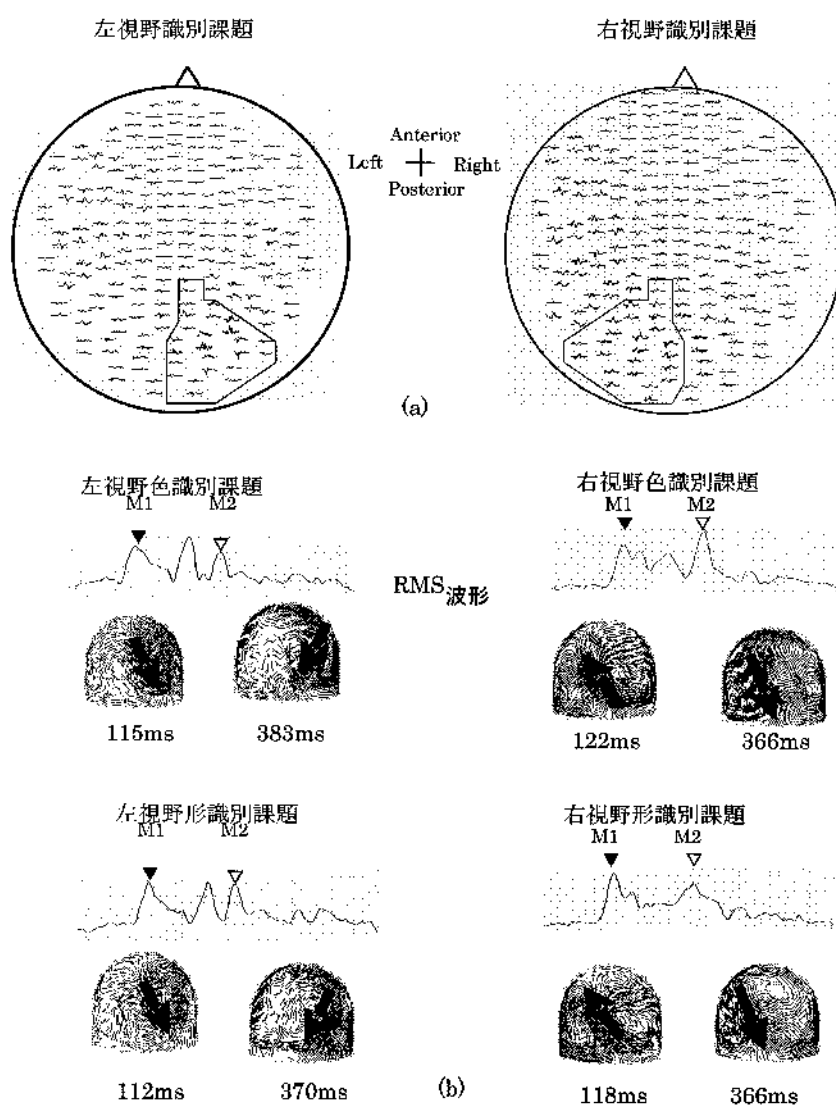 左視野識別課題
右視野識別課題
Anterior
Left
Right
Posterior
(a)
左視野色識別課題
M1
M2
右視野色識別課題
M1
M2
RMS波形
115ms
383ms
122ms
366ms
左視野形識別課題
M1
M2
右視野形識別課題
M1
M2
112ms
370ms
(b)
118ms
366ms